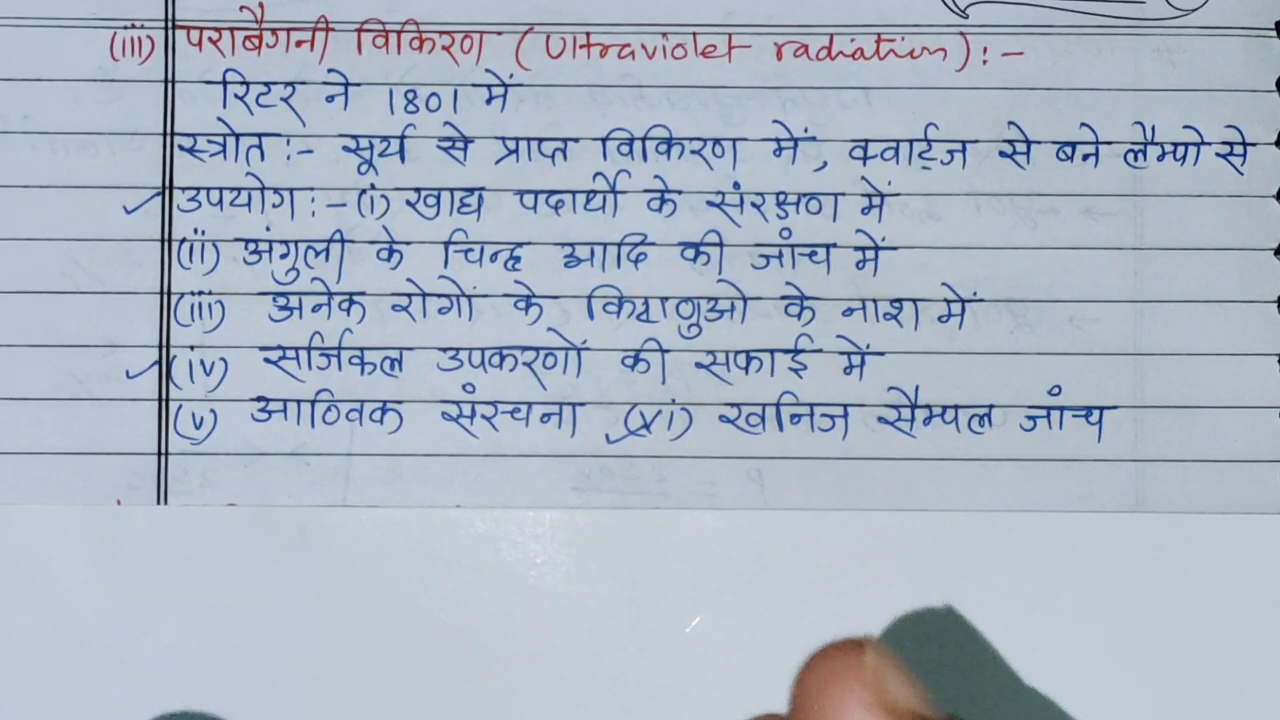 (iii) पराबैगनी विकिरण (Ultraviolet radiation):-
रिटर ने 1801 में
स्त्रोत:- सूर्य से प्राप्त विकिरण में, क्वार्ट्ज से बने लैम्पो से
उपयोग:- (i) खाद्य पदार्थो के संरक्षण में
(ii) अंगुली के चिन्ह आदि की जांच में
(iii) अनेक रोगों के किटाणुओ के नाश में
(iv) सर्जिकल उपकरणों की सफाई में
(v) आण्विक संरचना (vi) खनिज सैम्पल जांच